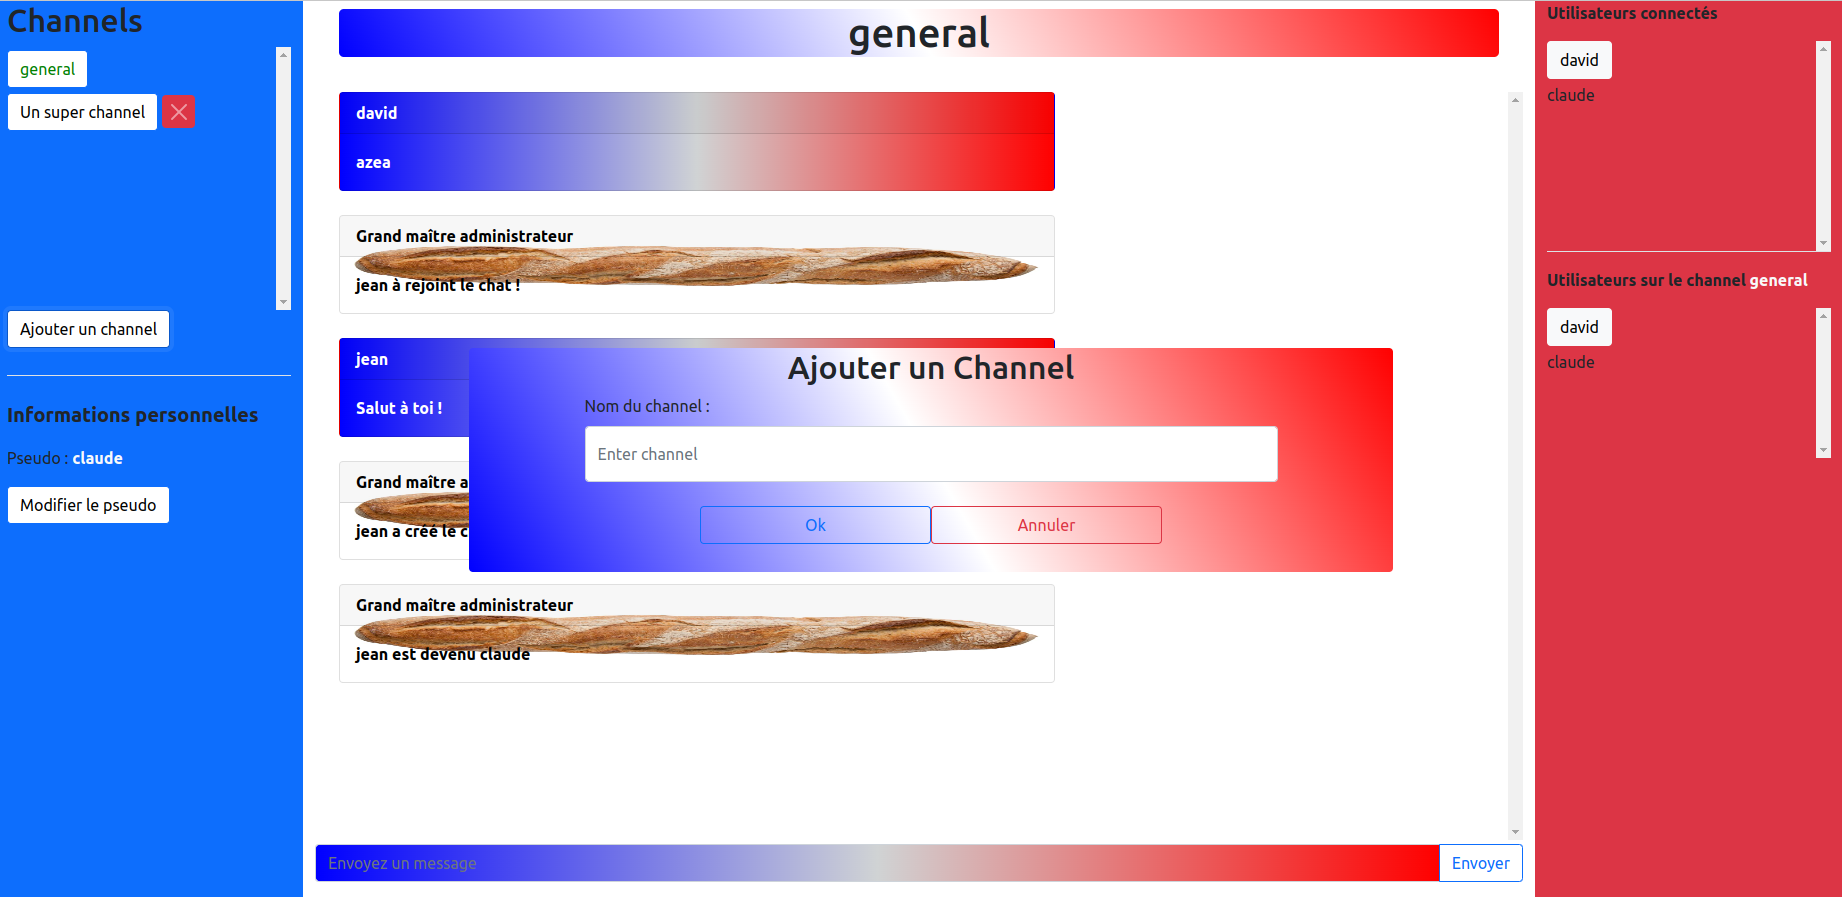 Channels
general
Un super channel
Ajouter un channel
Informations personnelles
Pseudo : claude
Modifier le pseudo
general
david
azea
Grand maître administrateur
jean à rejoint le chat !
jean
Salut à toi !
Grand maître a
jean a créé le c
Grand maître administrateur
jean est devenu claude
Ajouter un Channel
Nom du channel :
Enter channel
Ok
Annuler
Envoyez un message
Envoyer
Utilisateurs connectés
david
claude
Utilisateurs sur le channel general
david
claude